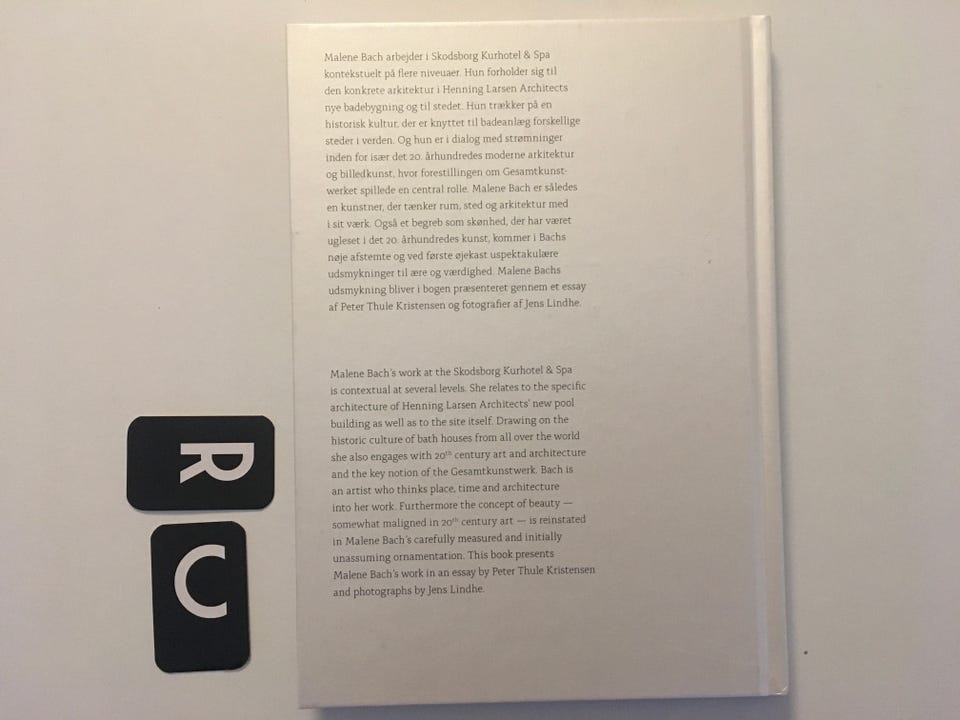 Malene Bach arbejder i Skodsborg Kurhotel & Spa
kontekstuelt på flere niveuaer. Hun forholder sig til
den konkrete arkitektur i Henning Larsen Architects
nye badebygning og til stedet. Hun trækker på en
historisk kultur, der er knyttet til badeanlæg forskellige
steder i verden. Og hun er i dialog med strømninger
inden for især det 20. århundredes moderne arkitektur
og billedkunst, hvor forestillingen om Gesamtkunst-
werket spillede en central rolle. Malene Bach er således
en kunstner, der tænker rum, sted og arkitektur med
i sit værk. Også et begreb som skønhed, der har været
ugleset i det 20. århundredes kunst, kommer i Bachs
nøje afstemte og ved første øjekast uspektakulære
udsmykninger til ære og værdighed. Malene Bachs
udsmykning bliver i bogen præsenteret gennem et essay
af Peter Thule Kristensen og fotografier af Jens Lindhe.
Malene Bach's work at the Skodsborg Kurhotel & Spa
is contextual at several levels. She relates to the specific
architecture of Henning Larsen Architects' new pool
building as well as to the site itself. Drawing on the
historic culture of bath houses from all over the world
she also engages with 20th century art and architecture
and the key notion of the Gesamtkunstwerk. Bach is
an artist who thinks place, time and architecture
into her work. Furthermore the concept of beauty —
somewhat maligned in 20th century art — is reinstated
in Malene Bach's carefully measured and initially
unassuming ornamentation. This book presents
Malene Bach's work in an essay by Peter Thule Kristensen
and photographs by Jens Lindhe.
R
C